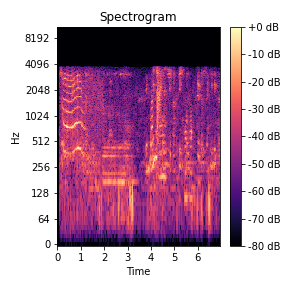 Spectrogram
+0 dB
8192
-10 dB
4096
-20 dB
2048
-30 dB
1024
Hz
512
-40 dB
256
-50 dB
128
-60 dB
64
-70 dB
0
-80 dB
0 1 2 3 4 5 6
Time